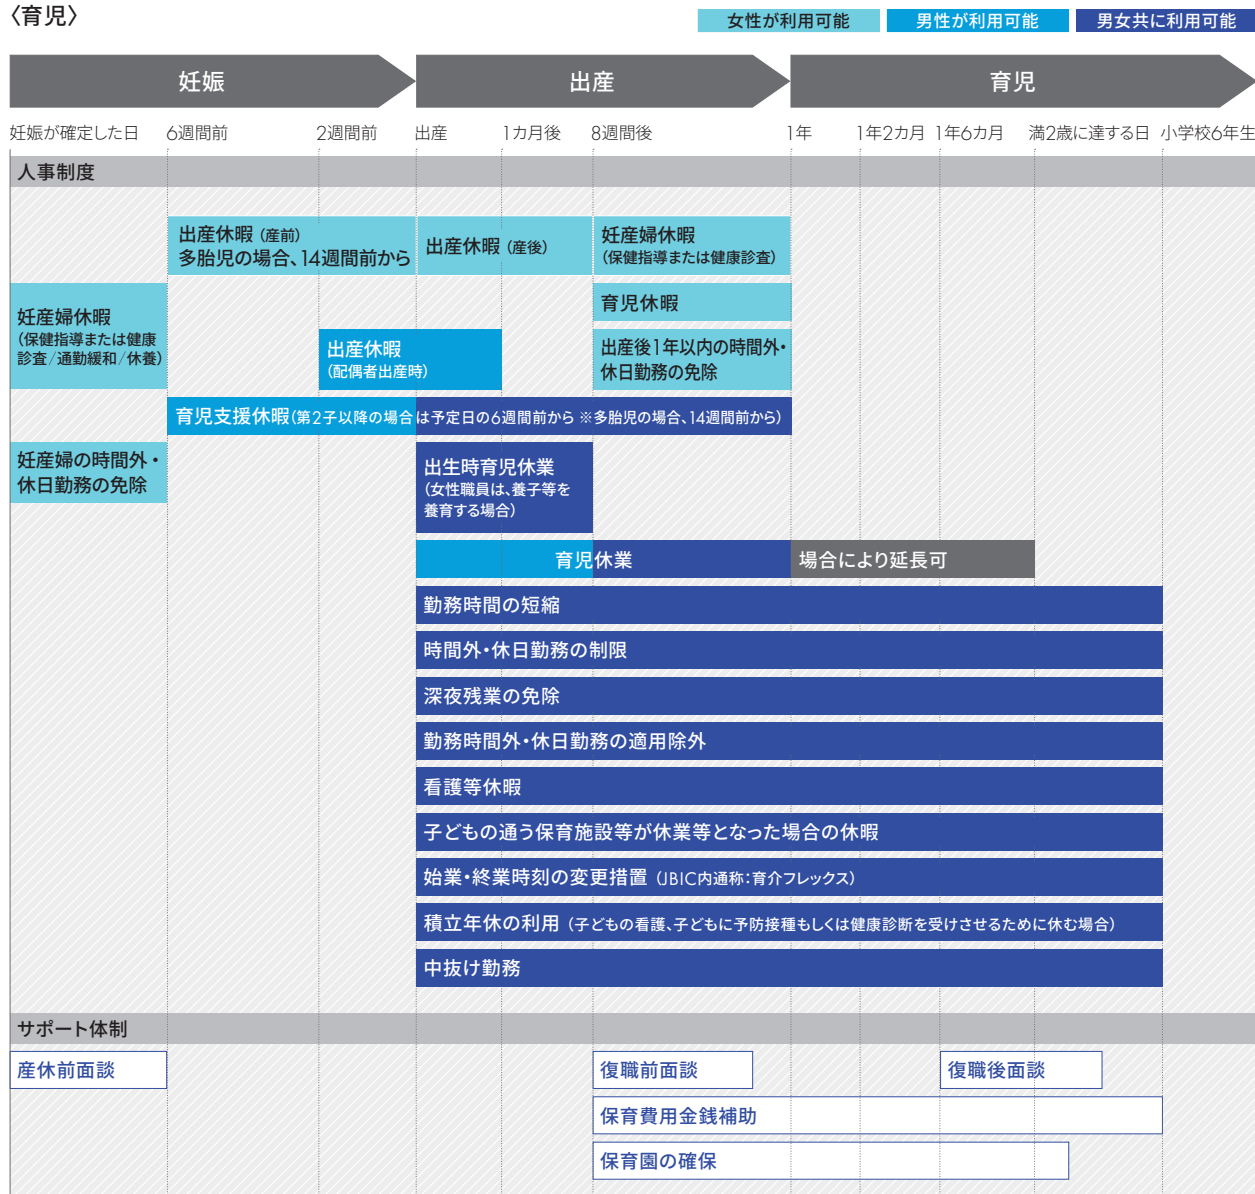 〈育児〉
女性が利用可能
男性が利用可能
男女共に利用可能
妊娠
出産
育児
妊娠が確定した日
6週間前
2週間前
出産
1カ月後
8週間後
1年
1年2カ月
1年6カ月
満2歳に達する日
小学校6年生
人事制度
出産休暇（産前）
多胎児の場合、14週間前から
出産休暇（産後）
妊産婦休暇
（保健指導または健康診査）
妊産婦休暇
（保健指導または健康
診査/通勤緩和/休養）
育児休暇
出産休暇
（配偶者出産時）
出産後1年以内の時間外・
休日勤務の免除
育児支援休暇（第2子以降の場合は予定日の6週間前から ※多胎児の場合、14週間前から）
妊産婦の時間外・
休日勤務の免除
出生時育児休業
（女性職員は、養子等を
養育する場合）
育児休業
場合により延長可
勤務時間の短縮
時間外・休日勤務の制限
深夜残業の免除
勤務時間外・休日勤務の適用除外
看護等休暇
子どもの通う保育施設等が休業等となった場合の休暇
始業・終業時刻の変更措置（JBIC内通称：育介フレックス）
積立年休の利用（子どもの看護、子どもに予防接種もしくは健康診断を受けさせるために休む場合）
中抜け勤務
サポート体制
産休前面談
復職前面談
復職後面談
保育費用金銭補助
保育園の確保